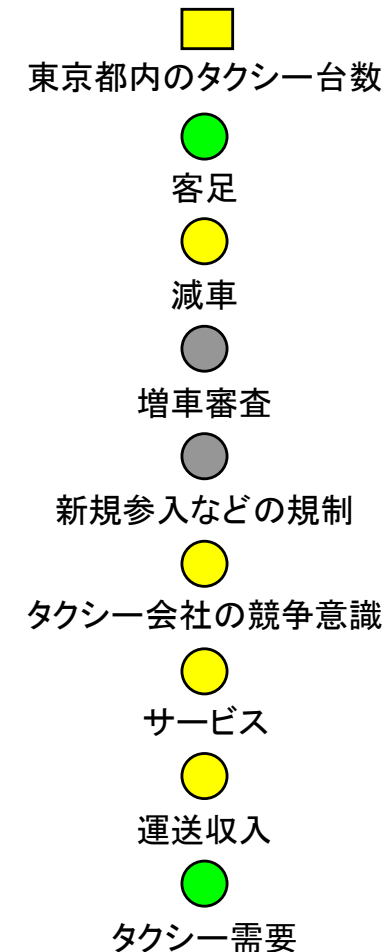 東京都内のタクシー台数
客足
減車
増車審査
新規参入などの規制
タクシー会社の競争意識
サービス
運送収入
タクシー需要